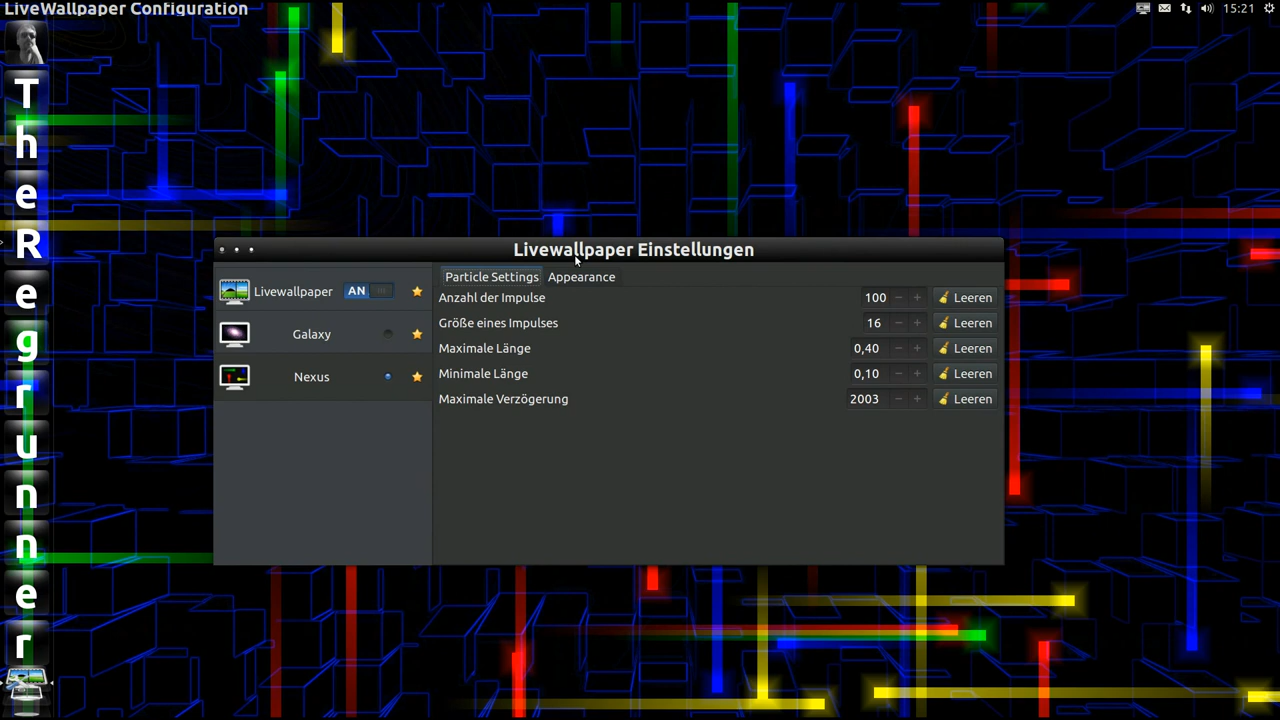 LiveWallpaper Configuration
15:21
T
h
e
R
e
g
r
u
n
n
e
r
Livewallpaper Einstellungen
Livewallpaper AN
Galaxy
Nexus
Particle Settings Appearance
Anzahl der Impulse 100 − + Leeren
Größe eines Impulses 16 − + Leeren
Maximale Länge 0,40 − + Leeren
Minimale Länge 0,10 − + Leeren
Maximale Verzögerung 2003 − + Leeren